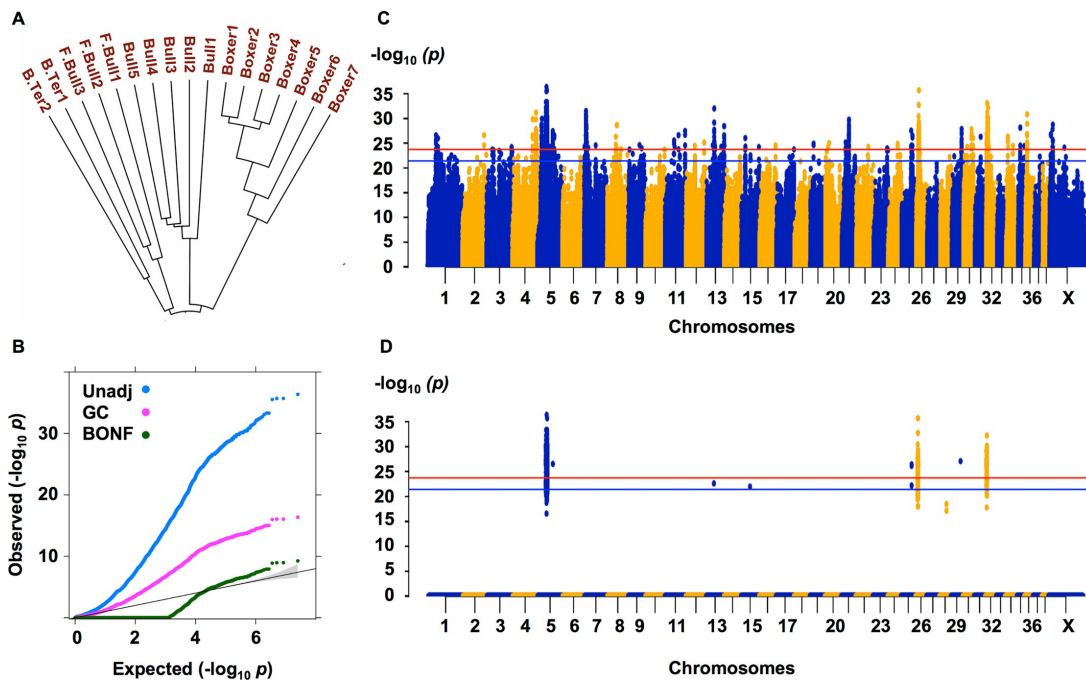 A
B.Ter2
B.Ter1
F.Bull3
F.Bull2
F.Bull1
Bull5
Bull4
Bull3
Bull2
Bull1
Boxer1
Boxer2
Boxer3
Boxer4
Boxer5
Boxer6
Boxer7
B
Unadj
GC
BONF
Observed (-log10 p)
30
20
10
0 2 4 6
Expected (-log10 p)
C
-log10 (p)
35
30
25
20
15
10
5
0
1 2 3 4 5 6 7 8 9 11 13 15 17 20 23 26 29 32 36 X
Chromosomes
D
-log10 (p)
35
30
25
20
15
10
5
0
1 2 3 4 5 6 7 8 9 11 13 15 17 20 23 26 29 32 36 X
Chromosomes